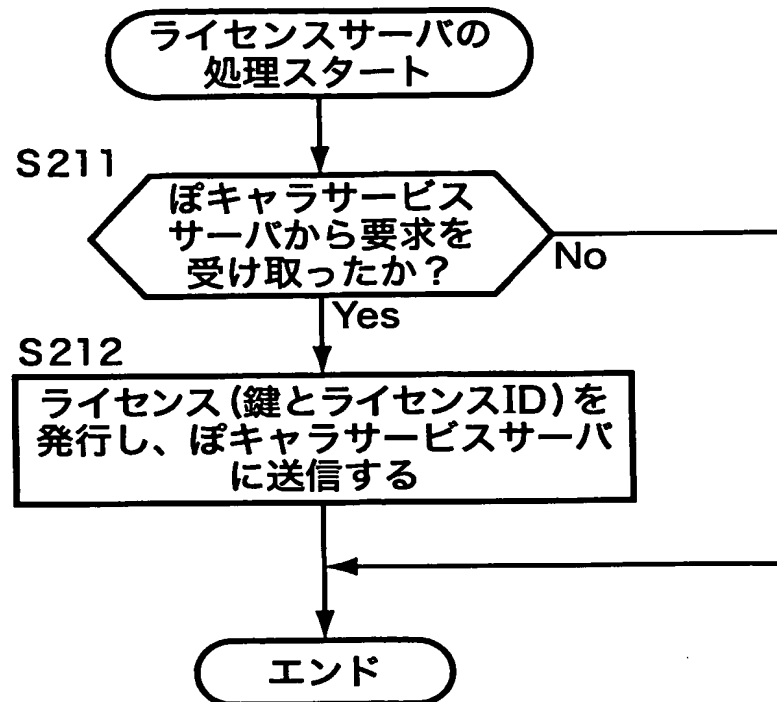 ライセンスサーバの
処理スタート
S211
ぽキャラサービス
サーバから要求を
受け取ったか？
No
Yes
S212
ライセンス(鍵とライセンスID)を
発行し、ぽキャラサービスサーバ
に送信する
エンド